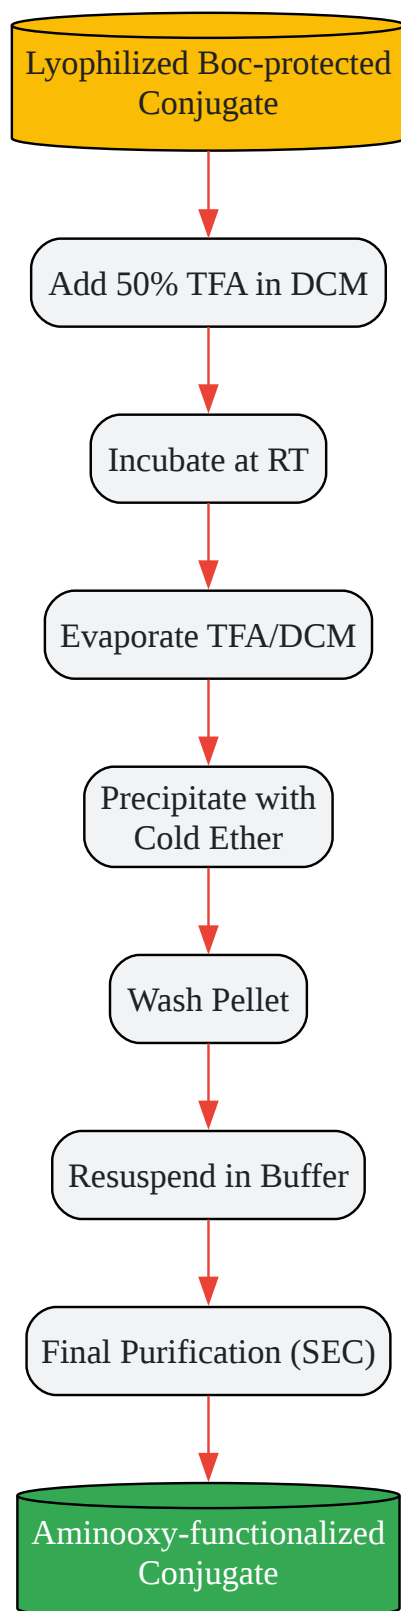 Lyophilized Boc-protected
Conjugate
Add 50% TFA in DCM
Incubate at RT
Evaporate TFA/DCM
Precipitate with
Cold Ether
Wash Pellet
Resuspend in Buffer
Final Purification (SEC)
Aminooxy-functionalized
Conjugate